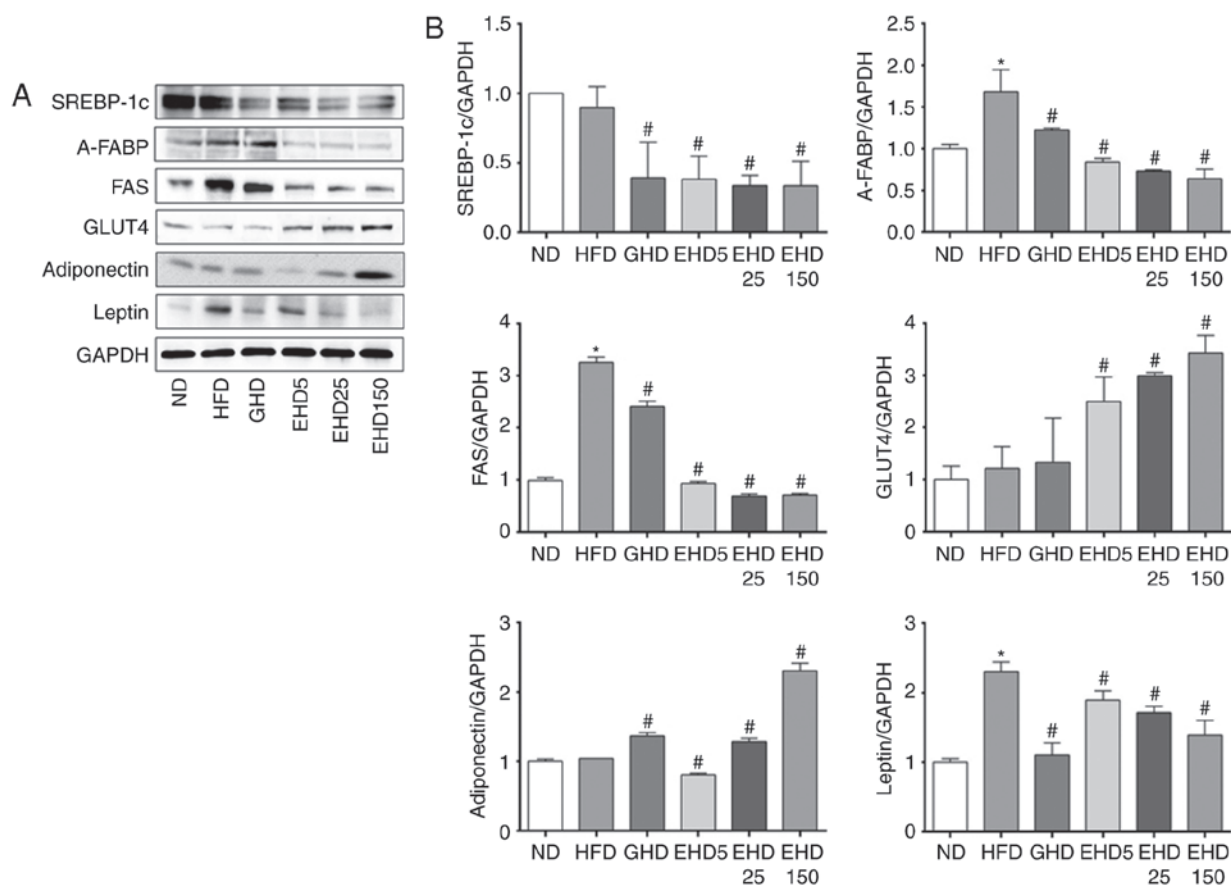 A
SREBP-1c
A-FABP
FAS
GLUT4
Adiponectin
Leptin
GAPDH
ND
HFD
GHD
EHD5
EHD25
EHD150
B
SREBP-1c/GAPDH
1.5
1.0
0.5
0.0
# # # #
ND HFD GHD EHD5 EHD EHD
25 150
A-FABP/GAPDH
2.5
2.0
1.5
1.0
0.5
0.0
* # # # #
ND HFD GHD EHD5 EHD EHD
25 150
FAS/GAPDH
4
3
2
1
0
* # # # #
ND HFD GHD EHD5 EHD EHD
25 150
GLUT4/GAPDH
4
3
2
1
0
# # #
ND HFD GHD EHD5 EHD EHD
25 150
Adiponectin/GAPDH
3
2
1
0
# # # #
ND HFD GHD EHD5 EHD EHD
25 150
Leptin/GAPDH
3
2
1
0
* # # # #
ND HFD GHD EHD5 EHD EHD
25 150